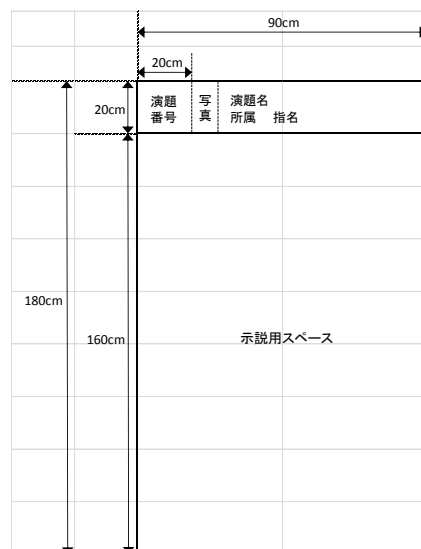 90cm
20cm
20cm
演題
番号
写
真
演題名
所属　指名
180cm
160cm
示説用スペース